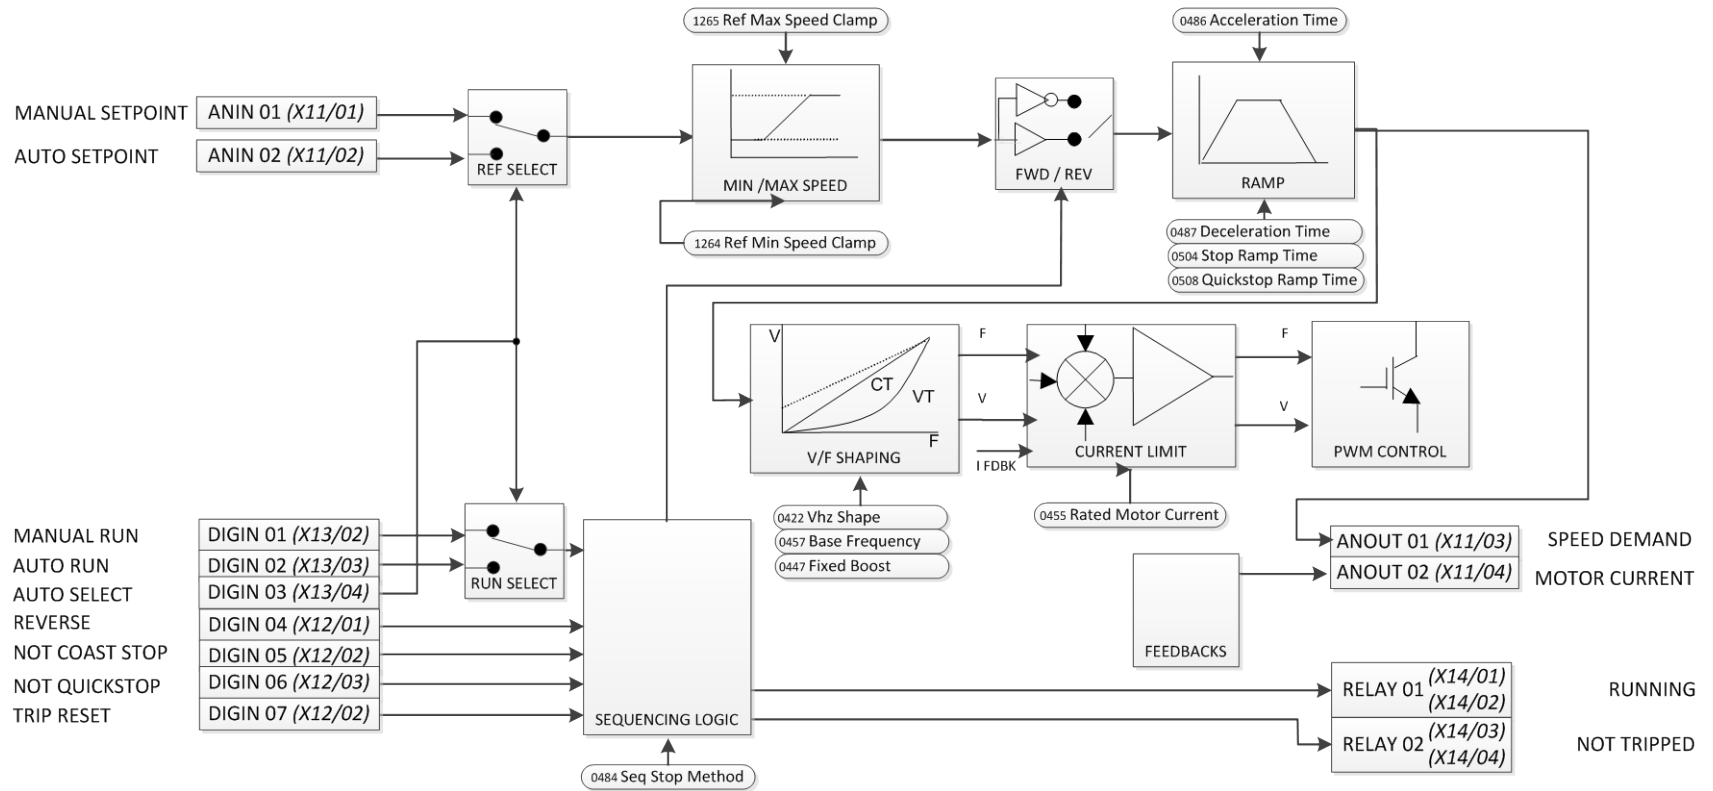 1265 Ref Max Speed Clamp
0486 Acceleration Time
MANUAL SETPOINT
ANIN 01 (X11/01)
AUTO SETPOINT
ANIN 02 (X11/02)
REF SELECT
MIN /MAX SPEED
FWD / REV
RAMP
1264 Ref Min Speed Clamp
0487 Deceleration Time
0504 Stop Ramp Time
0508 Quickstop Ramp Time
V
CT
VT
F
V/F SHAPING
F
V
I FDBK
CURRENT LIMIT
F
V
PWM CONTROL
0422 Vhz Shape
0457 Base Frequency
0447 Fixed Boost
0455 Rated Motor Current
MANUAL RUN
DIGIN 01 (X13/02)
AUTO RUN
DIGIN 02 (X13/03)
AUTO SELECT
DIGIN 03 (X13/04)
REVERSE
DIGIN 04 (X12/01)
NOT COAST STOP
DIGIN 05 (X12/02)
NOT QUICKSTOP
DIGIN 06 (X12/03)
TRIP RESET
DIGIN 07 (X12/02)
RUN SELECT
SEQUENCING LOGIC
0484 Seq Stop Method
FEEDBACKS
ANOUT 01 (X11/03)
SPEED DEMAND
ANOUT 02 (X11/04)
MOTOR CURRENT
RELAY 01 (X14/01)
(X14/02)
RUNNING
RELAY 02 (X14/03)
(X14/04)
NOT TRIPPED